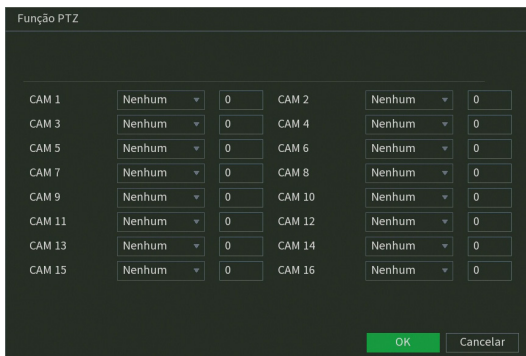 Função PTZ
CAM 1 Nenhum 0 CAM 2 Nenhum 0
CAM 3 Nenhum 0 CAM 4 Nenhum 0
CAM 5 Nenhum 0 CAM 6 Nenhum 0
CAM 7 Nenhum 0 CAM 8 Nenhum 0
CAM 9 Nenhum 0 CAM 10 Nenhum 0
CAM 11 Nenhum 0 CAM 12 Nenhum 0
CAM 13 Nenhum 0 CAM 14 Nenhum 0
CAM 15 Nenhum 0 CAM 16 Nenhum 0
OK Cancelar